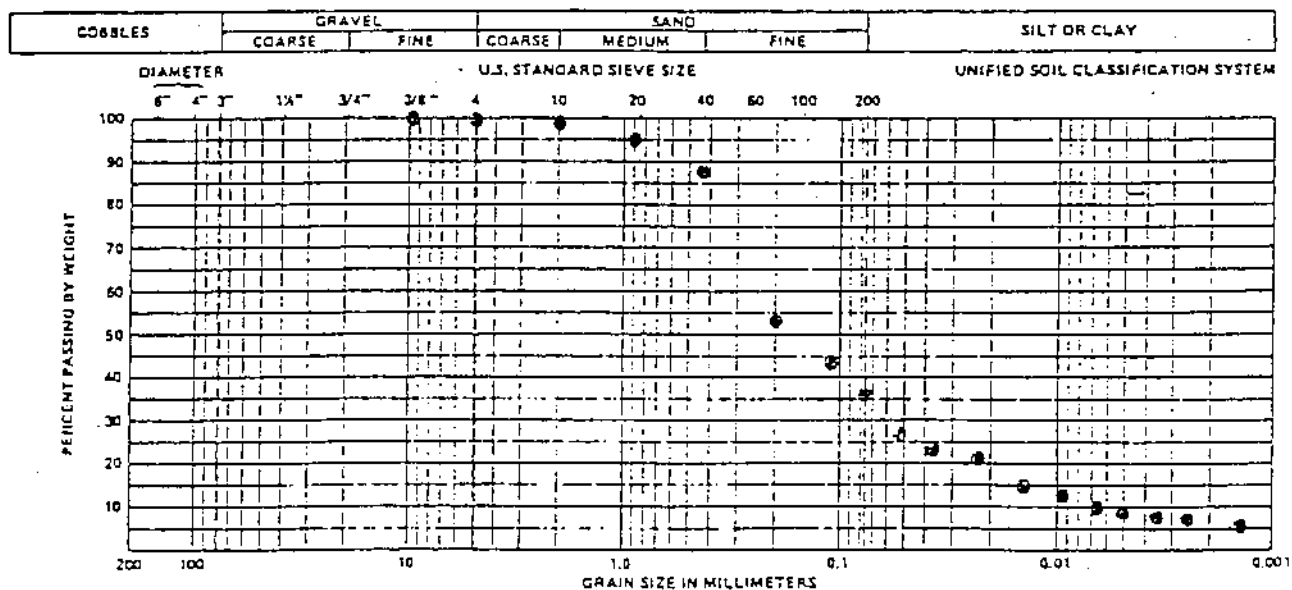 COBBLES GRAVEL SAND SILT OR CLAY
COARSE FINE COARSE MEDIUM FINE
DIAMETER U.S. STANDARD SIEVE SIZE UNIFIED SOIL CLASSIFICATION SYSTEM
6" 4" 3" 1½" 3/4" 3/8" 4 10 20 40 60 100 200
100
90
80
70
60
50
40
30
20
10
PERCENT PASSING BY WEIGHT
200 100 10 1.0 0.1 0.01 0.001
GRAIN SIZE IN MILLIMETERS